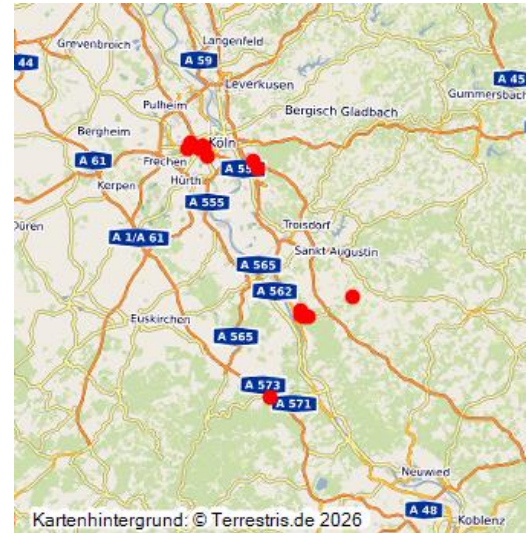 Grevenbroich
Langenfeld
44
A 59
A 45
Leverkusen
Gummersbach
Pulheim
Bergisch Gladbach
Bergheim
Köln
A 61
Frechen
A 55
Kerpen
Hürth
A 555
Düren
Troisdorf
A 1/A 61
Sankt Augustin
A 565
A 562
Euskirchen
A 565
A 573
A 571
Neuwied
A 48
Koblenz
Kartenhintergrund: © Terrestris.de 2026